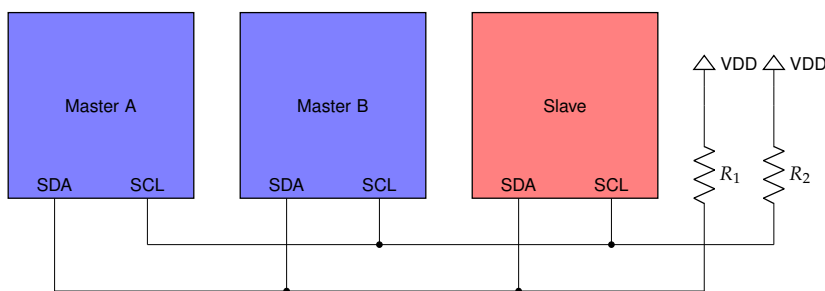 VDD VDD
Master A Master B Slave
R1 R2
SDA SCL SDA SCL SDA SCL